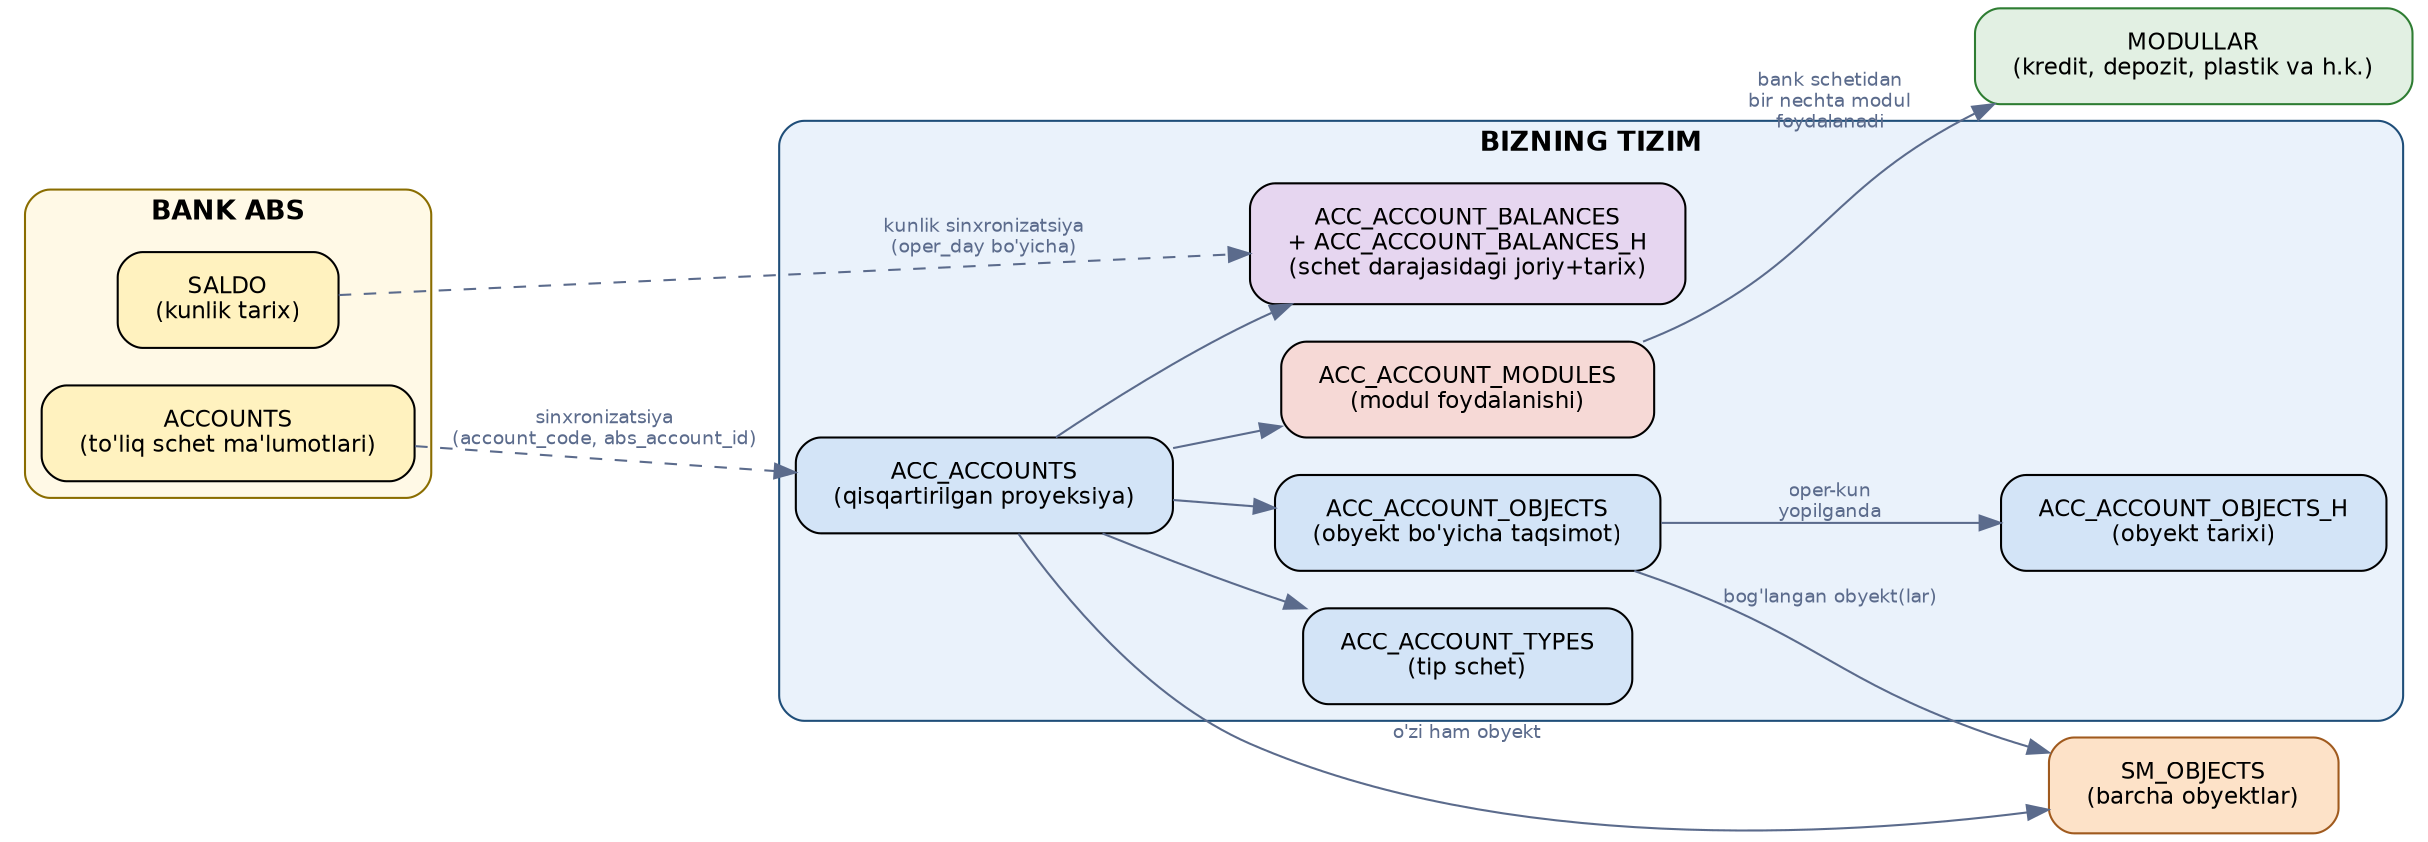 MODULLAR
(kredit, depozit, plastik va h.k.)
bank schetidan
bir nechta modul
foydalanadi
BIZNING TIZIM
BANK ABS
SALDO
(kunlik tarix)
kunlik sinxronizatsiya
(oper_day bo'yicha)
ACC_ACCOUNT_BALANCES
+ ACC_ACCOUNT_BALANCES_H
(schet darajasidagi joriy+tarix)
ACC_ACCOUNT_MODULES
(modul foydalanishi)
ACCOUNTS
(to'liq schet ma'lumotlari)
sinxronizatsiya
(account_code, abs_account_id)
ACC_ACCOUNTS
(qisqartirilgan proyeksiya)
ACC_ACCOUNT_OBJECTS
(obyekt bo'yicha taqsimot)
oper-kun
yopilganda
ACC_ACCOUNT_OBJECTS_H
(obyekt tarixi)
bog'langan obyekt(lar)
ACC_ACCOUNT_TYPES
(tip schet)
o'zi ham obyekt
SM_OBJECTS
(barcha obyektlar)